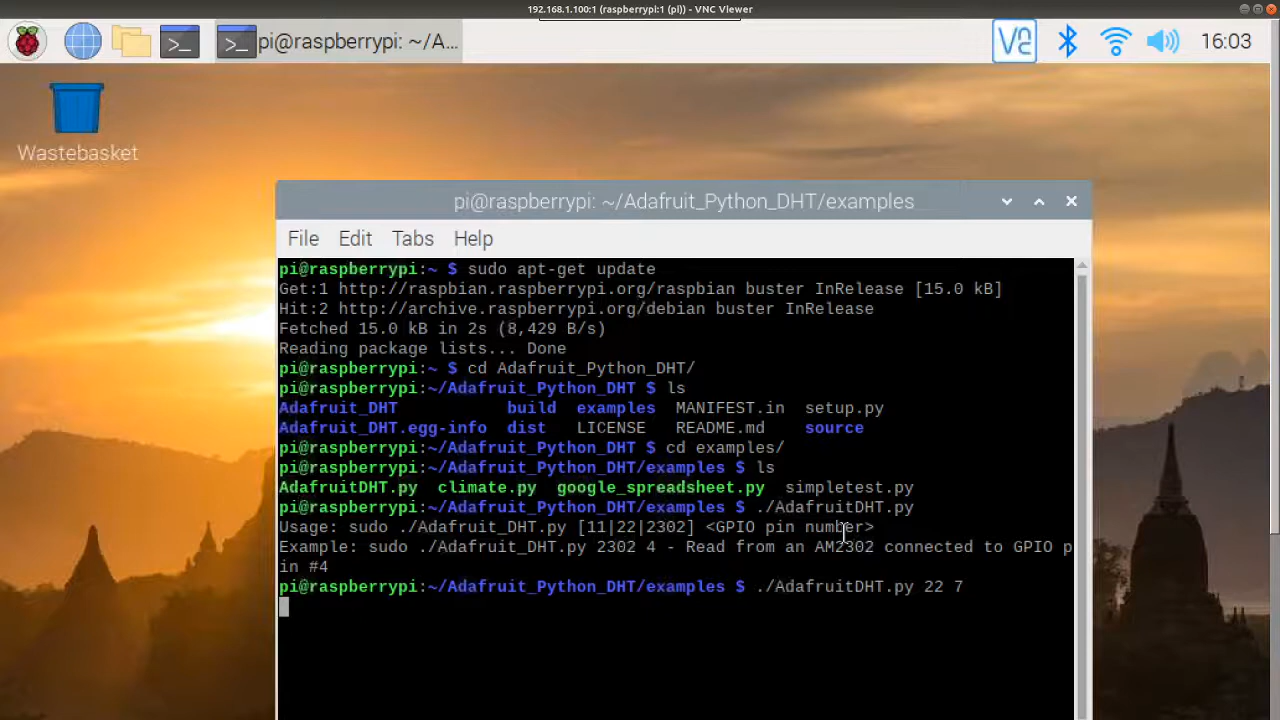 192.168.1.100:1 (raspberrypi:1 (pi)) - VNC Viewer
pi@raspberrypi: ~/A...
16:03
Wastebasket
pi@raspberrypi: ~/Adafruit_Python_DHT/examples
File Edit Tabs Help
pi@raspberrypi:~ $ sudo apt-get update
Get:1 http://raspbian.raspberrypi.org/raspbian buster InRelease [15.0 kB]
Hit:2 http://archive.raspberrypi.org/debian buster InRelease
Fetched 15.0 kB in 2s (8,429 B/s)
Reading package lists... Done
pi@raspberrypi:~ $ cd Adafruit_Python_DHT/
pi@raspberrypi:~/Adafruit_Python_DHT $ ls
Adafruit_DHT build examples MANIFEST.in setup.py
Adafruit_DHT.egg-info dist LICENSE README.md source
pi@raspberrypi:~/Adafruit_Python_DHT $ cd examples/
pi@raspberrypi:~/Adafruit_Python_DHT/examples $ ls
AdafruitDHT.py climate.py google_spreadsheet.py simpletest.py
pi@raspberrypi:~/Adafruit_Python_DHT/examples $ ./AdafruitDHT.py
Usage: sudo ./Adafruit_DHT.py [11|22|2302] <GPIO pin number>
Example: sudo ./Adafruit_DHT.py 2302 4 - Read from an AM2302 connected to GPIO p
in #4
pi@raspberrypi:~/Adafruit_Python_DHT/examples $ ./AdafruitDHT.py 22 7